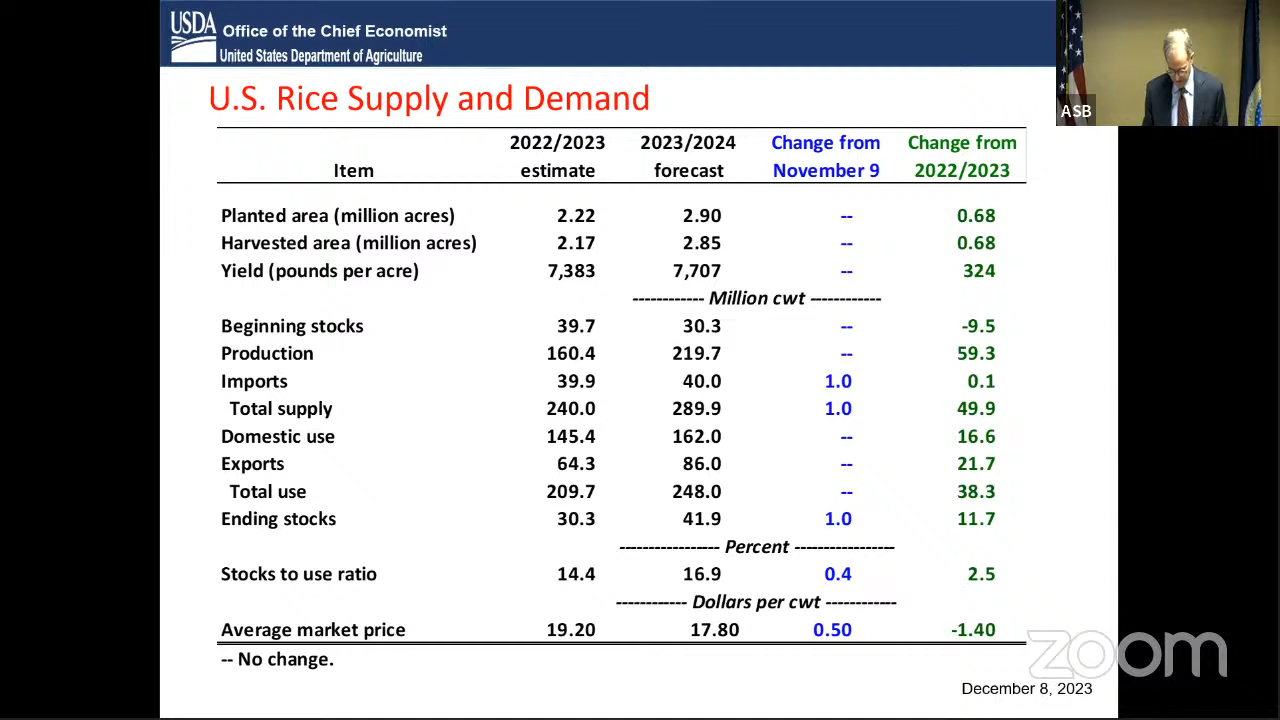 USDA Office of the Chief Economist
United States Department of Agriculture
ASB
U.S. Rice Supply and Demand
2022/2023 2023/2024 Change from Change from
Item estimate forecast November 9 2022/2023
Planted area (million acres) 2.22 2.90 -- 0.68
Harvested area (million acres) 2.17 2.85 -- 0.68
Yield (pounds per acre) 7,383 7,707 -- 324
------------ Million cwt ------------
Beginning stocks 39.7 30.3 -- -9.5
Production 160.4 219.7 -- 59.3
Imports 39.9 40.0 1.0 0.1
Total supply 240.0 289.9 1.0 49.9
Domestic use 145.4 162.0 -- 16.6
Exports 64.3 86.0 -- 21.7
Total use 209.7 248.0 -- 38.3
Ending stocks 30.3 41.9 1.0 11.7
----------------- Percent -----------------
Stocks to use ratio 14.4 16.9 0.4 2.5
------------ Dollars per cwt ------------
Average market price 19.20 17.80 0.50 -1.40
-- No change.
zoom
December 8, 2023